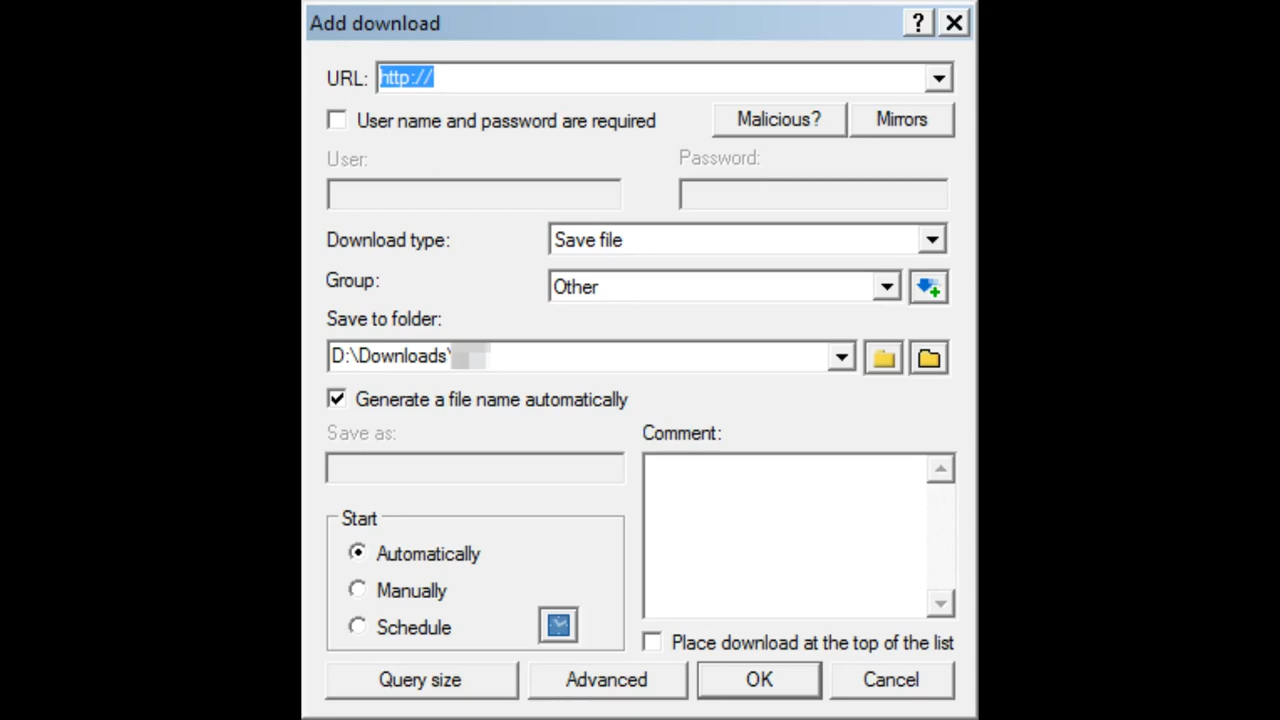 Add download
URL: http://
User name and password are required
Malicious?
Mirrors
User:
Password:
Download type: Save file
Group: Other
Save to folder:
D:\Downloads\
Generate a file name automatically
Save as:
Comment:
Start
Automatically
Manually
Schedule
Place download at the top of the list
Query size
Advanced
OK
Cancel